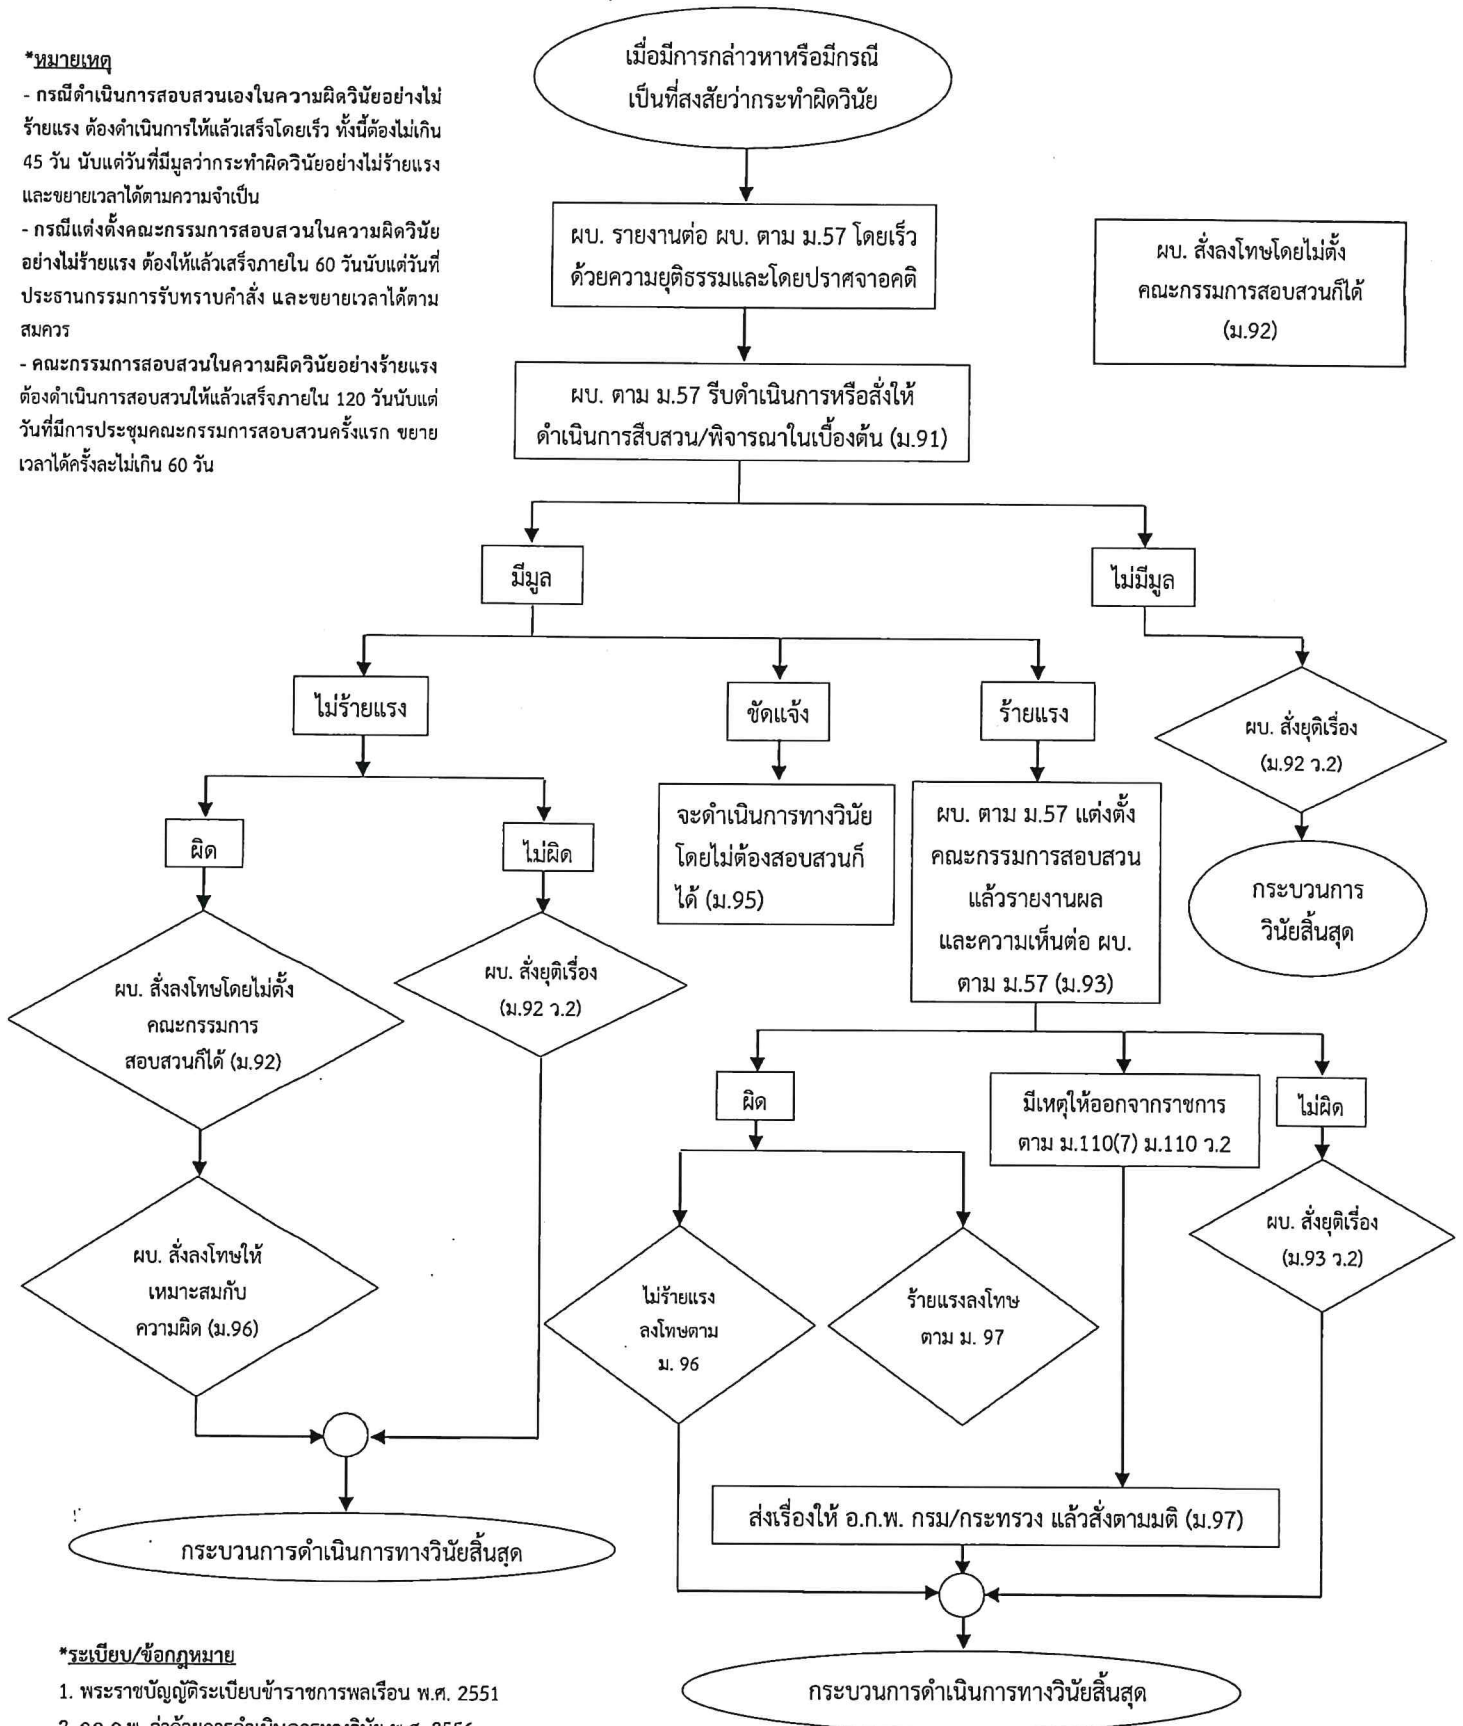 เมื่อมีการกล่าวหาหรือมีกรณี
เป็นที่สงสัยว่ากระทำผิดวินัย
*หมายเหตุ
- กรณีดำเนินการสอบสวนเองในความผิดวินัยอย่างไม่
ร้ายแรง ต้องดำเนินการให้แล้วเสร็จโดยเร็ว ทั้งนี้ต้องไม่เกิน
45 วัน นับแต่วันที่มีมูลว่ากระทำผิดวินัยอย่างไม่ร้ายแรง
และขยายเวลาได้ตามความจำเป็น
- กรณีแต่งตั้งคณะกรรมการสอบสวนในความผิดวินัย
อย่างไม่ร้ายแรง ต้องให้แล้วเสร็จภายใน 60 วันนับแต่วันที่
ประธานกรรมการรับทราบคำสั่ง และขยายเวลาได้ตาม
สมควร
- คณะกรรมการสอบสวนในความผิดวินัยอย่างร้ายแรง
ต้องดำเนินการสอบสวนให้แล้วเสร็จภายใน 120 วันนับแต่
วันที่มีการประชุมคณะกรรมการสอบสวนครั้งแรก ขยาย
เวลาได้ครั้งละไม่เกิน 60 วัน
ผบ. รายงานต่อ ผบ. ตาม ม.57 โดยเร็ว
ด้วยความยุติธรรมและโดยปราศจาอคติ
ผบ. สั่งลงโทษโดยไม่ตั้ง
คณะกรรมการสอบสวนก็ได้
(ม.92)
ผบ. ตาม ม.57 รีบดำเนินการหรือสั่งให้
ดำเนินการสืบสวน/พิจารณาในเบื้องต้น (ม.91)
มีมูล
ไม่มีมูล
ไม่ร้ายแรง
ชัดแจ้ง
ร้ายแรง
ผบ. สั่งยุติเรื่อง
(ม.92 ว.2)
กระบวนการ
วินัยสิ้นสุด
ผิด
ไม่ผิด
จะดำเนินการทางวินัย
โดยไม่ต้องสอบสวนก็
ได้ (ม.95)
ผบ. ตาม ม.57 แต่งตั้ง
คณะกรรมการสอบสวน
แล้วรายงานผล
และความเห็นต่อ ผบ.
ตาม ม.57 (ม.93)
ผบ. สั่งลงโทษโดยไม่ตั้ง
คณะกรรมการ
สอบสวนก็ได้ (ม.92)
ผบ. สั่งยุติเรื่อง
(ม.92 ว.2)
ผิด
มีเหตุให้ออกจากราชการ
ตาม ม.110(7) ม.110 ว.2
ไม่ผิด
ผบ. สั่งลงโทษให้
เหมาะสมกับ
ความผิด (ม.96)
ไม่ร้ายแรง
ลงโทษตาม
ม. 96
ร้ายแรงลงโทษ
ตาม ม. 97
ผบ. สั่งยุติเรื่อง
(ม.93 ว.2)
ส่งเรื่องให้ อ.ก.พ. กรม/กระทรวง แล้วสั่งตามมติ (ม.97)
กระบวนการดำเนินการทางวินัยสิ้นสุด
กระบวนการดำเนินการทางวินัยสิ้นสุด
*ระเบียบ/ข้อกฎหมาย
1. พระราชบัญญัติระเบียบข้าราชการพลเรือน พ.ศ. 2551